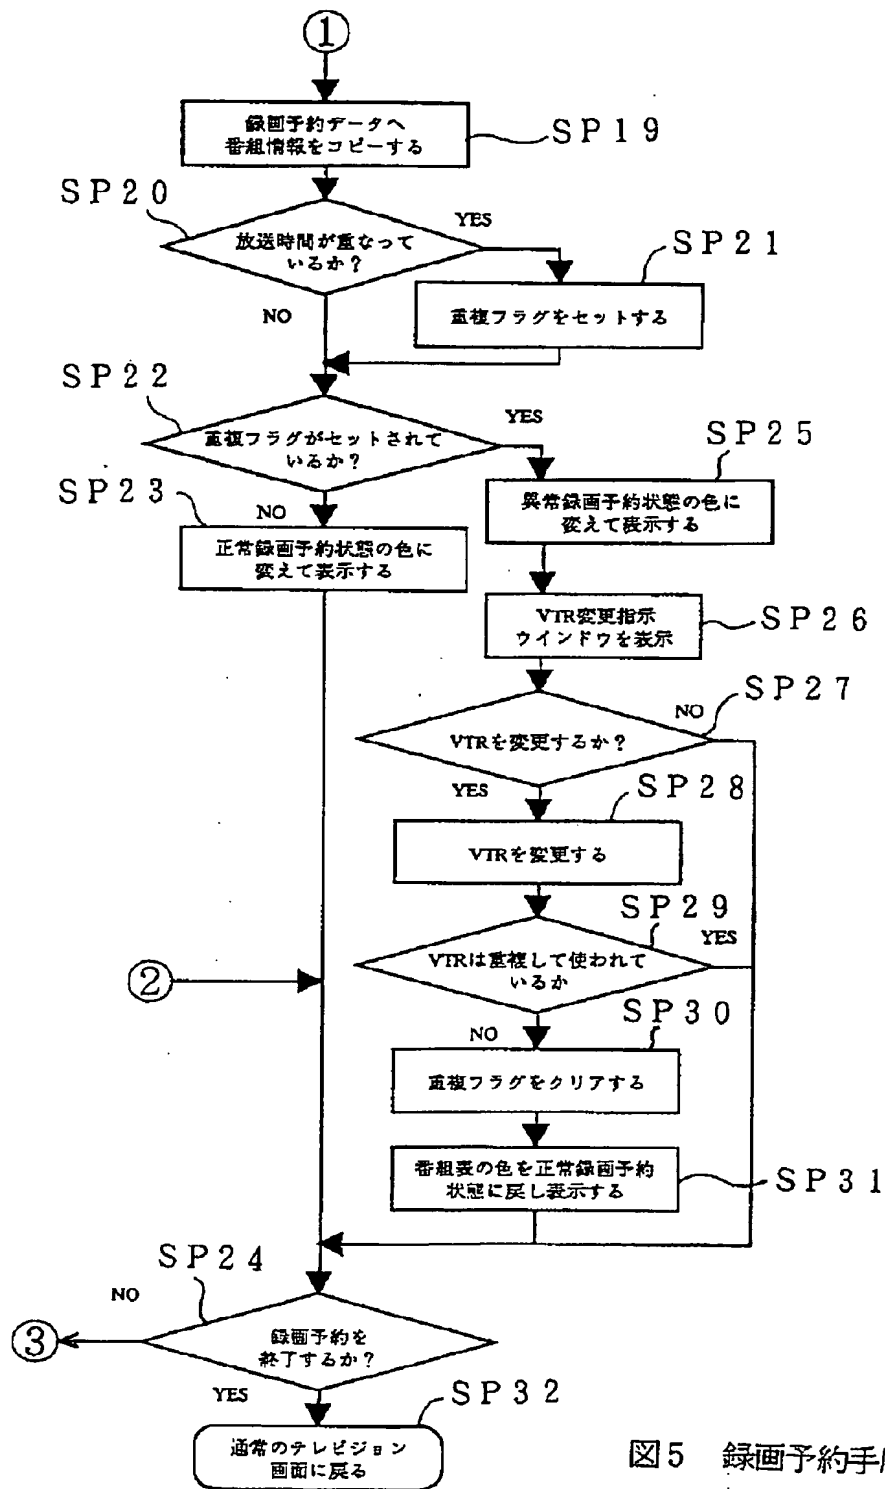 ①
録画予約データへ
番組情報をコピーする
SP19
SP20
放送時間が重なって
いるか？
YES
NO
SP21
重複フラグをセットする
SP22
重複フラグがセットされて
いるか？
YES
NO
SP23
正常録画予約状態の色に
変えて表示する
SP25
異常録画予約状態の色に
変えて表示する
VTR変更指示
ウインドウを表示
SP26
SP27
VTRを変更するか？
NO
YES
SP28
VTRを変更する
SP29
VTRは重複して使われて
いるか
YES
NO
②
SP30
重複フラグをクリアする
番組表の色を正常録画予約
状態に戻し表示する
SP31
SP24
NO
③
録画予約を
終了するか？
YES
SP32
通常のテレビジョン
画面に戻る
図5 録画予約手